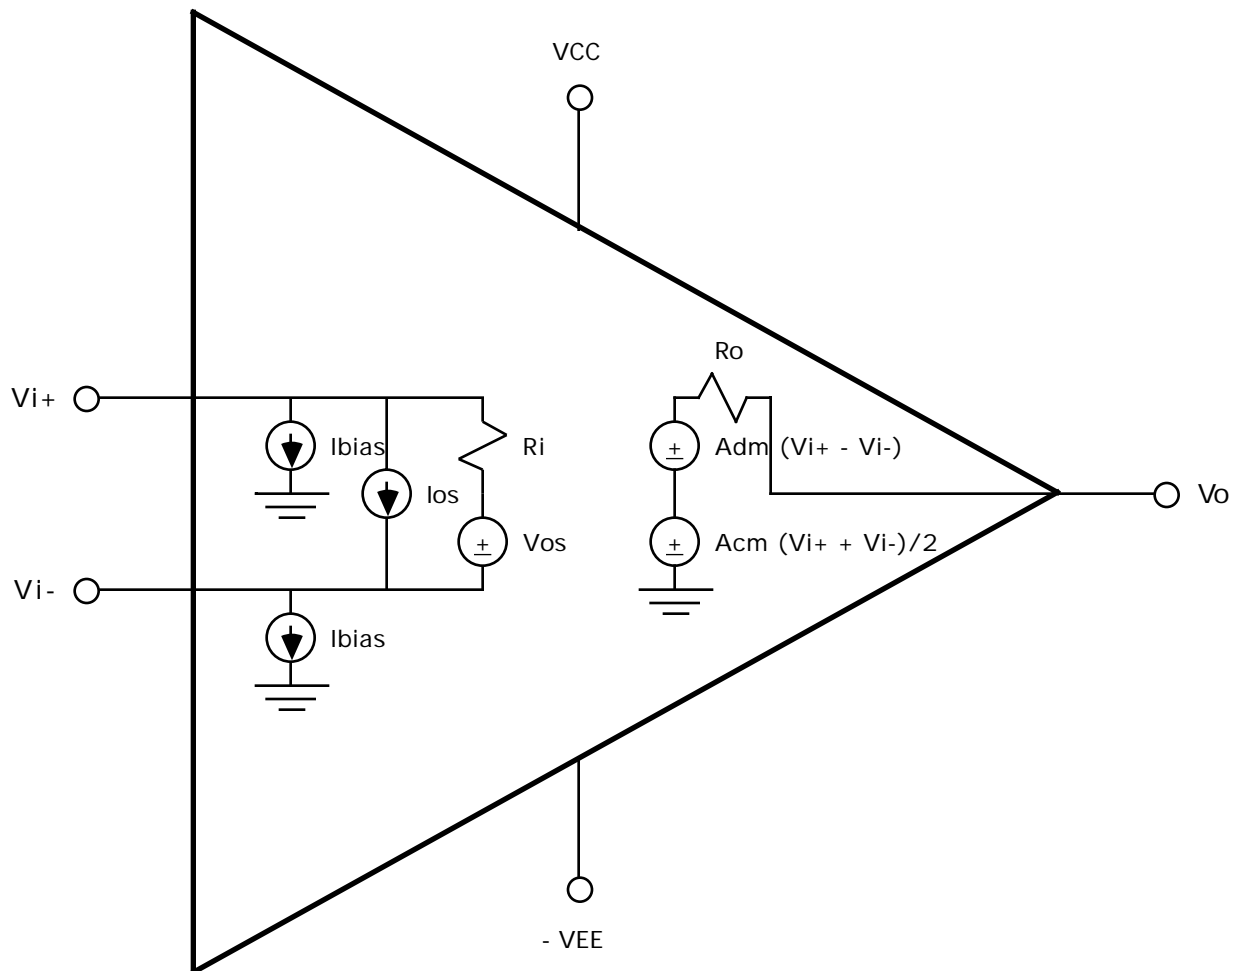 VCC
Ro
Vi+
Ibias
Ri
Adm (Vi+ - Vi-)
Ios
Vo
Vos
Acm (Vi+ + Vi-)/2
Vi-
Ibias
- VEE